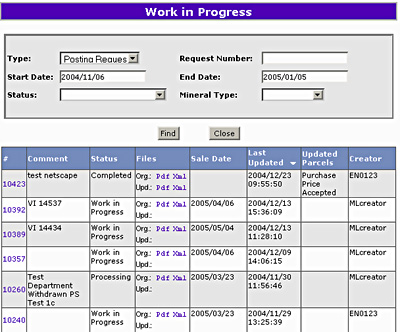 Work in Progress
Type: Posting Reques Request Number:
Start Date: 2004/11/06 End Date: 2005/01/05
Status: Mineral Type:
Find Close
# Comment Status Files Sale Date Last Updated Updated Parcels Creator
10423 test netscape Completed Org.: Pdf Xml 2004/12/23 Purchase EN0123
Upd.: Pdf Xml 09:55:50 Price
Accepted
10392 VI 14537 Work in Org.: Pdf Xml 2005/04/06 2004/12/13 MLcreator
Progress Upd.: 15:36:09
10389 VI 14434 Work in Org.: Pdf Xml 2005/05/04 2004/12/13 MLcreator
Progress Upd.: 11:28:10
10357 Work in Org.: Pdf Xml 2004/12/09 MLcreator
Progress Upd.: 14:06:15
10260 Test Processing Org.: Pdf Xml 2005/03/23 2004/11/30 MLcreator
Department Upd.: 11:56:46
Withdrawn PS
Test 1c
10240 Work in Org.: Pdf Xml 2005/03/23 2004/11/29 EN0123
Progress Upd.: 13:25:39